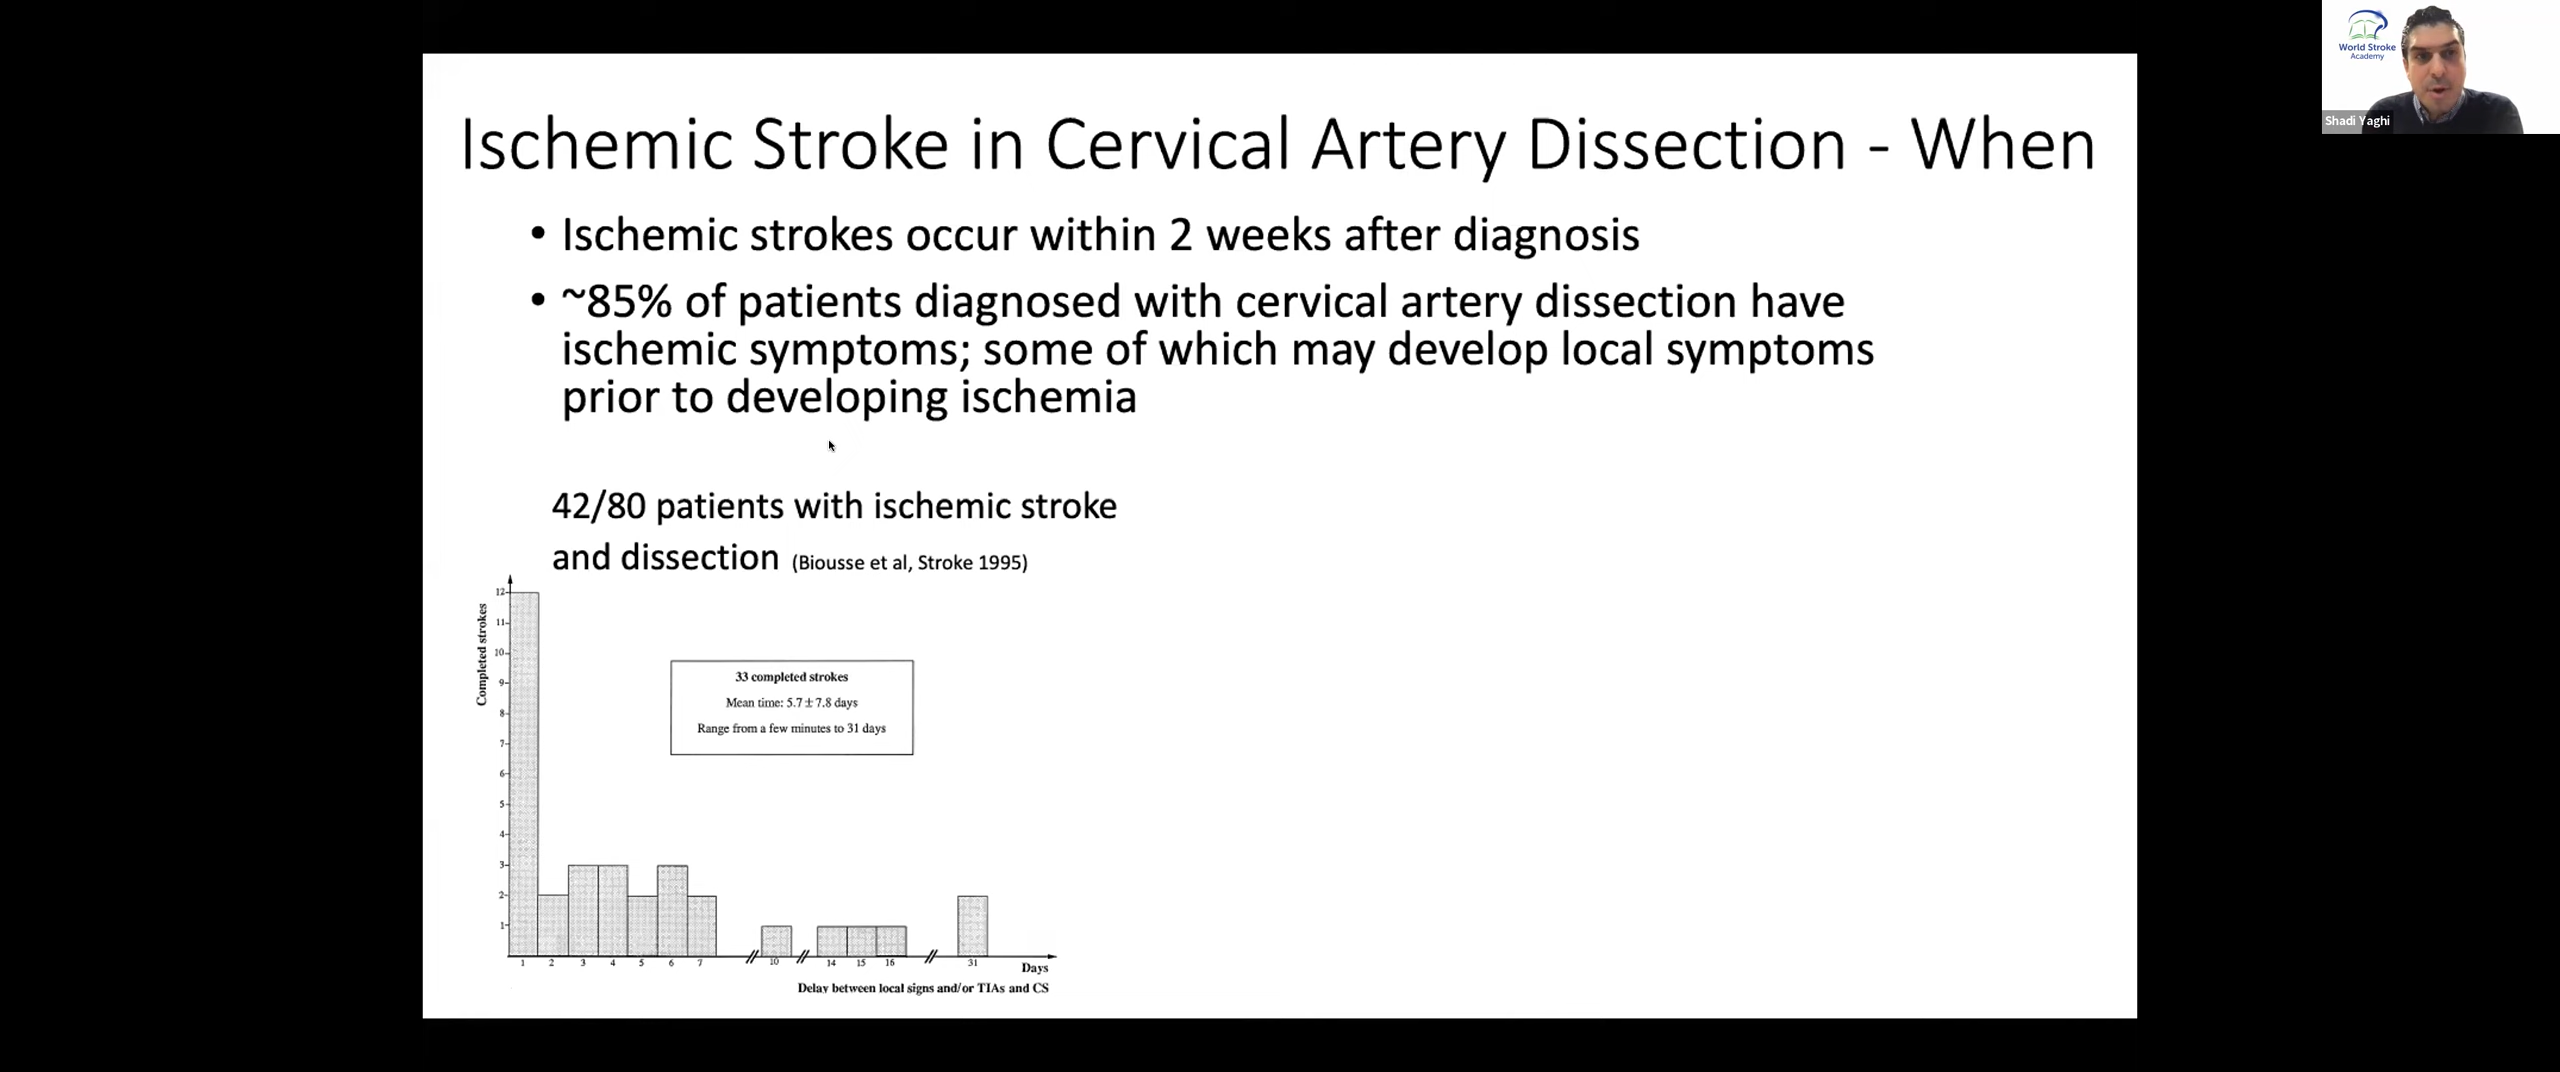 World Stroke
Academy
Shadi Yaghi
Ischemic Stroke in Cervical Artery Dissection - When
• Ischemic strokes occur within 2 weeks after diagnosis
• ~85% of patients diagnosed with cervical artery dissection have
ischemic symptoms; some of which may develop local symptoms
prior to developing ischemia
42/80 patients with ischemic stroke
and dissection (Biousse et al, Stroke 1995)
Completed strokes
12
11
10
9
8
7
6
5
4
3
2
1
33 completed strokes
Mean time: 5.7 ± 7.8 days
Range from a few minutes to 31 days
1 2 3 4 5 6 7 10 14 15 16 31
Days
Delay between local signs and/or TIAs and CS